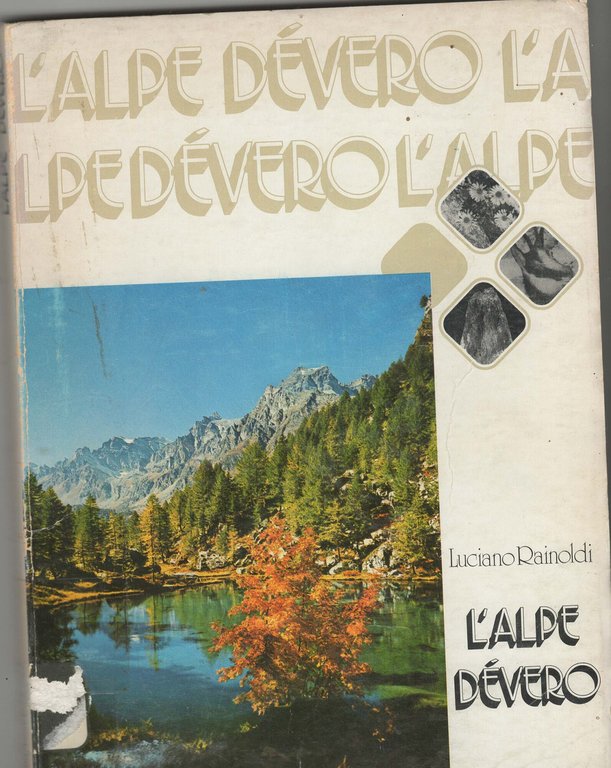 L'ALPE DÉVERO L'A
LPE DÉVERO L'ALPE
Luciano Rainoldi
L'ALPE
DÉVERO